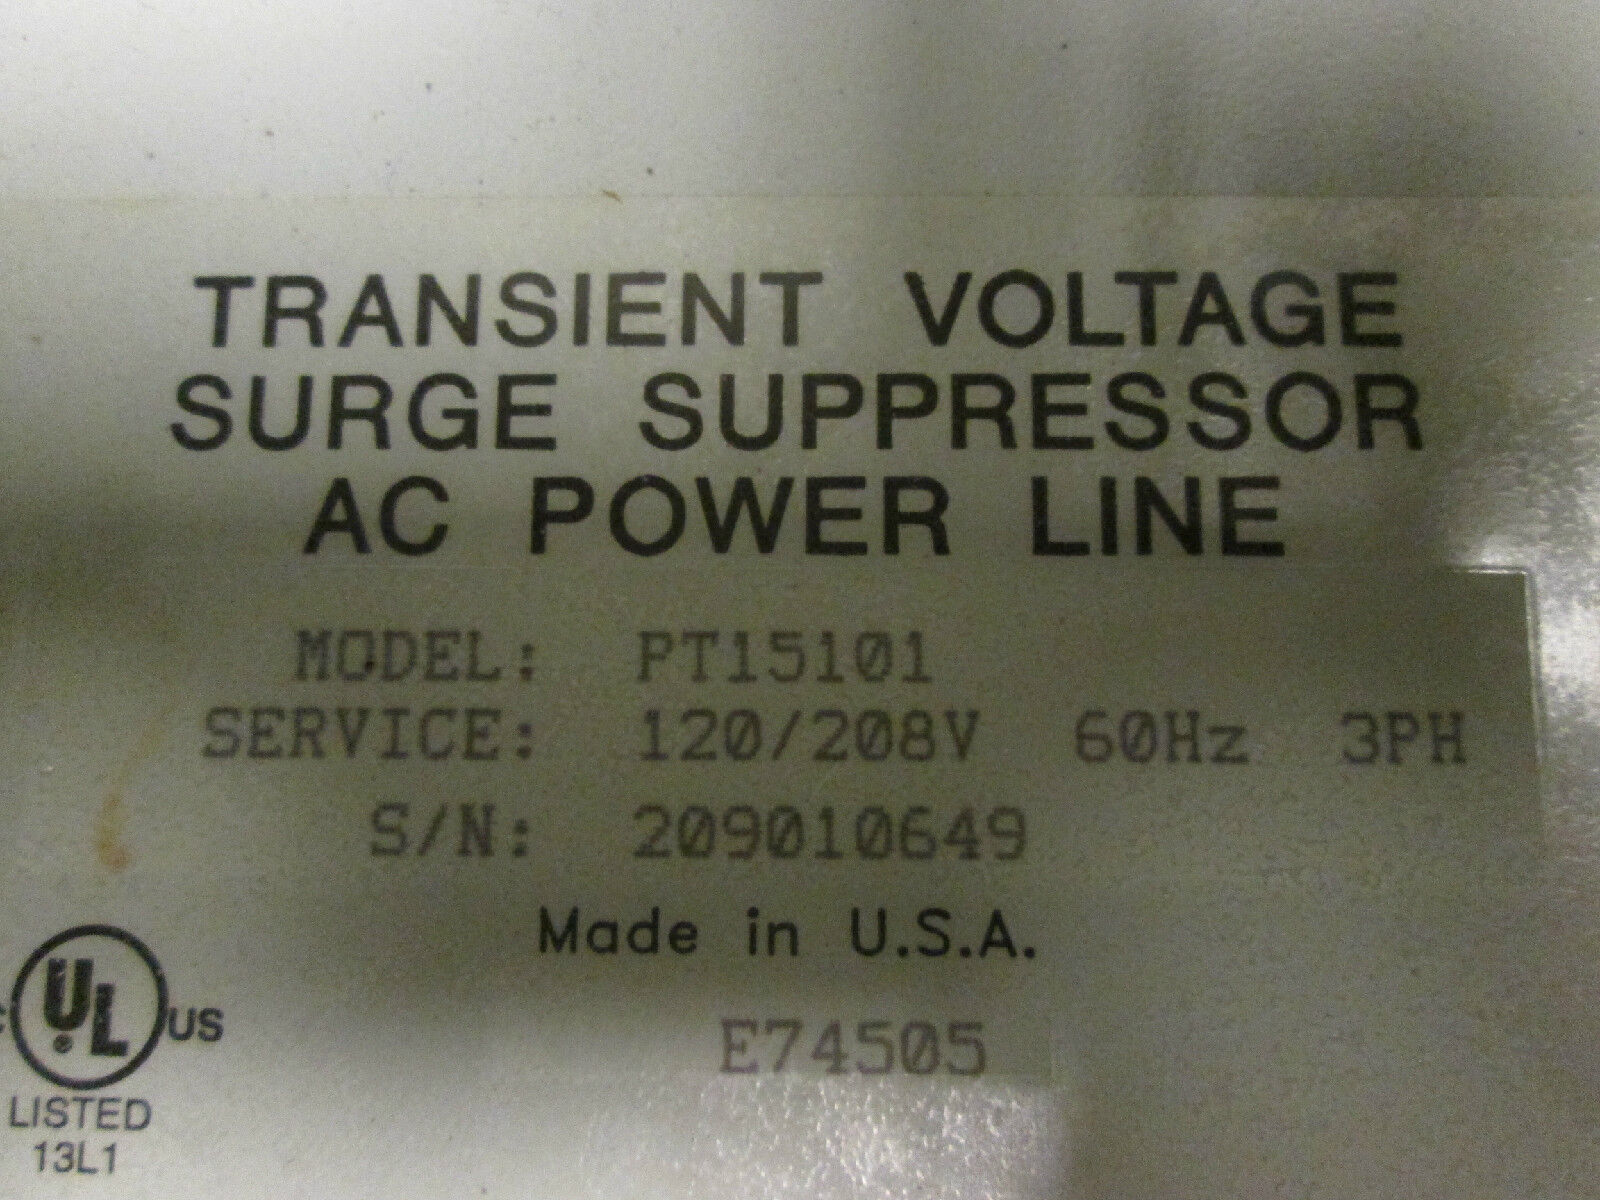 TRANSIENT VOLTAGE
SURGE SUPPRESSOR
AC POWER LINE
MODEL: PT15101
SERVICE: 120/208V 60Hz 3PH
S/N: 209010649
Made in U.S.A.
C UL® US
LISTED
13L1
E74505